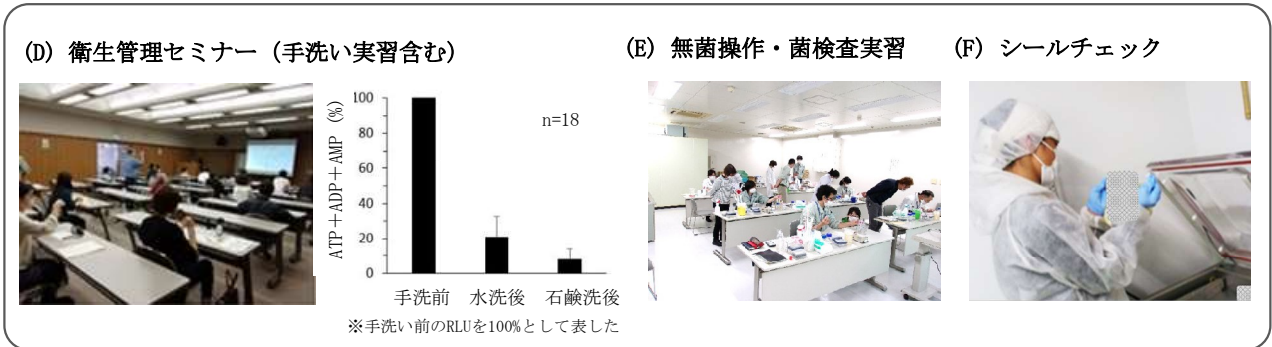 (D) 衛生管理セミナー（手洗い実習含む）
(E) 無菌操作・菌検査実習
(F) シールチェック
ATP＋ADP＋AMP (%)
100
80
60
40
20
0
n=18
手洗前 水洗後 石鹸洗後
※手洗い前のRLUを100%として表した